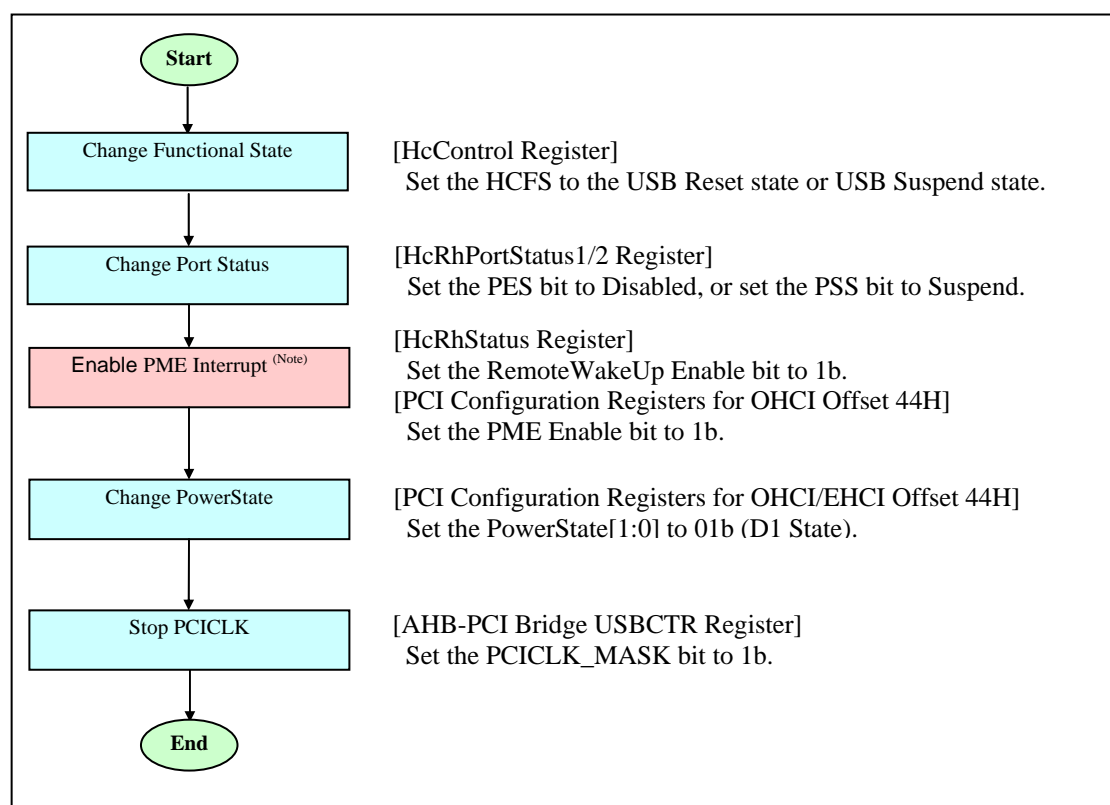 Start
Change Functional State
[HcControl Register]
Set the HCFS to the USB Reset state or USB Suspend state.
Change Port Status
[HcRhPortStatus1/2 Register]
Set the PES bit to Disabled, or set the PSS bit to Suspend.
Enable PME Interrupt (Note)
[HcRhStatus Register]
Set the RemoteWakeUp Enable bit to 1b.
[PCI Configuration Registers for OHCI Offset 44H]
Set the PME Enable bit to 1b.
Change PowerState
[PCI Configuration Registers for OHCI/EHCI Offset 44H]
Set the PowerState[1:0] to 01b (D1 State).
Stop PCICLK
[AHB-PCI Bridge USBCTR Register]
Set the PCICLK_MASK bit to 1b.
End